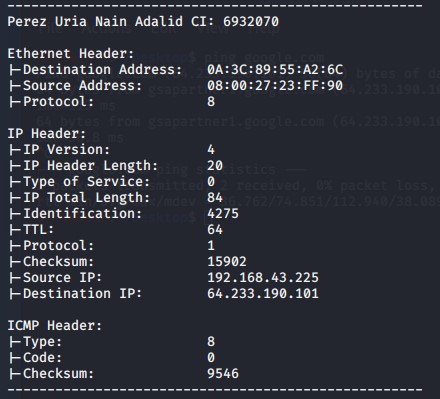 ------------------------------------------------------
Perez Uria Nain Adalid CI: 6932070
Ethernet Header:
├─Destination Address: 0A:3C:89:55:A2:6C
├─Source Address: 08:00:27:23:FF:90
├─Protocol: 8
IP Header:
├─IP Version: 4
├─IP Header Length: 20
├─Type of Service: 0
├─IP Total Length: 84
├─Identification: 4275
├─TTL: 64
├─Protocol: 1
├─Checksum: 15902
├─Source IP: 192.168.43.225
├─Destination IP: 64.233.190.101
ICMP Header:
├─Type: 8
├─Code: 0
├─Checksum: 9546
------------------------------------------------------